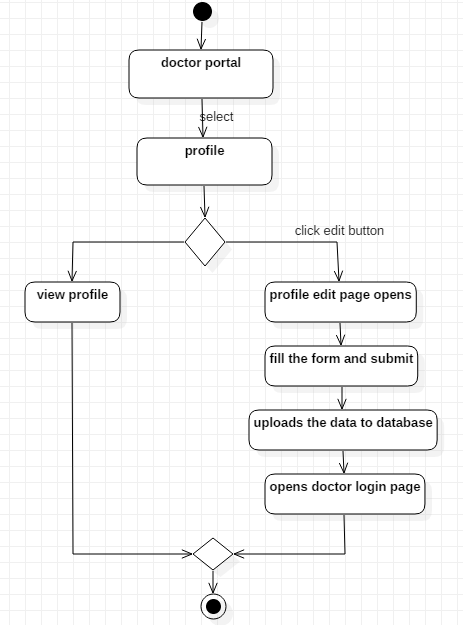 doctor portal
select
profile
click edit button
view profile
profile edit page opens
fill the form and submit
uploads the data to database
opens doctor login page